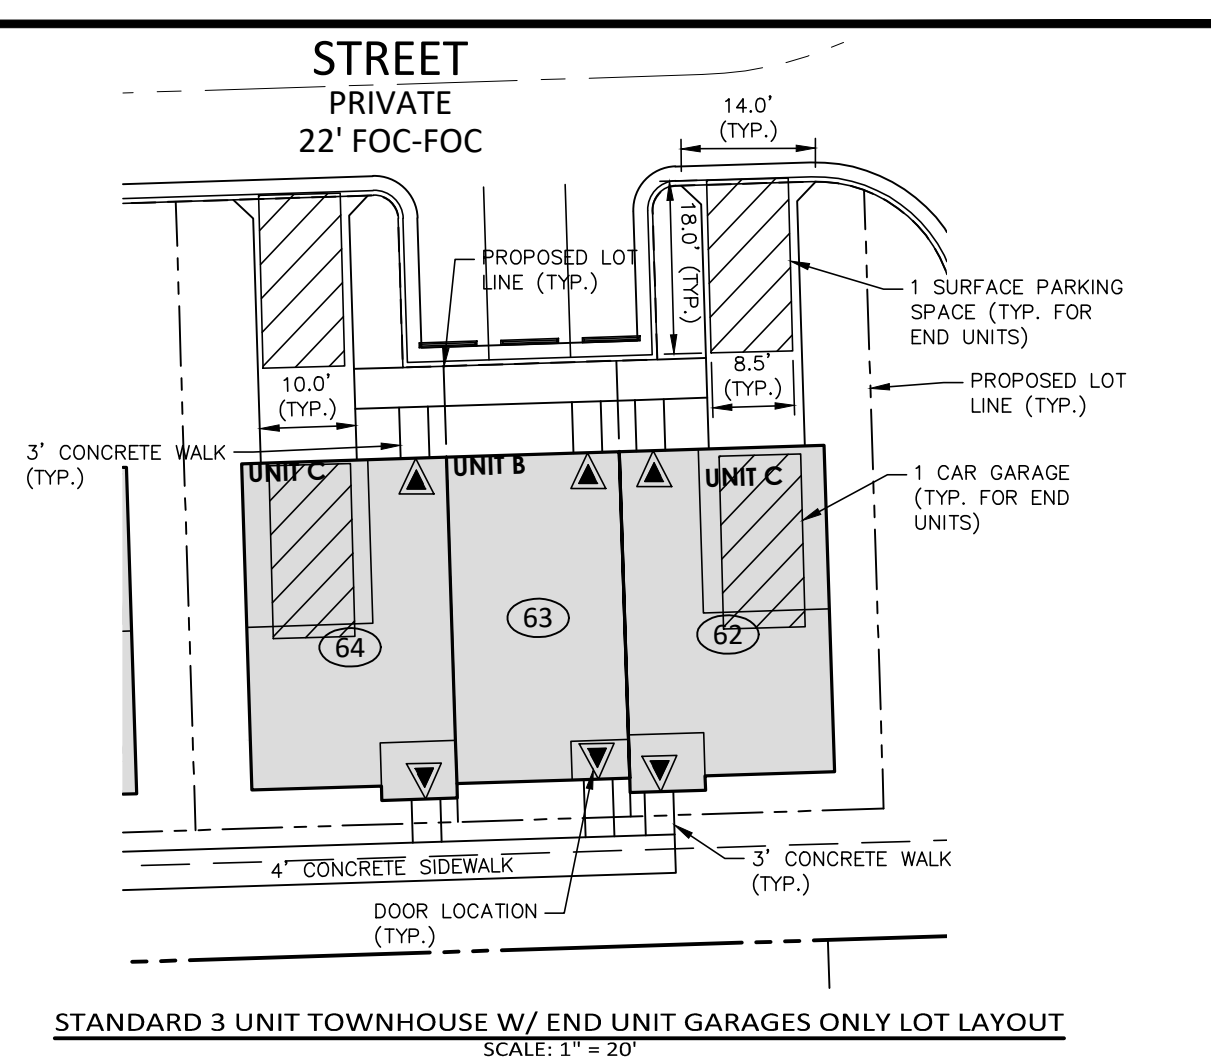 STREET
PRIVATE
22' FOC-FOC
14.0'
(TYP.)
18.0' (TYP.)
PROPOSED LOT
LINE (TYP.)
1 SURFACE PARKING
SPACE (TYP. FOR
END UNITS)
8.5'
(TYP.)
10.0'
(TYP.)
PROPOSED LOT
LINE (TYP.)
3' CONCRETE WALK
(TYP.)
UNIT C
UNIT B
UNIT C
1 CAR GARAGE
(TYP. FOR END
UNITS)
64
63
62
4' CONCRETE SIDEWALK
3' CONCRETE WALK
(TYP.)
DOOR LOCATION
(TYP.)
STANDARD 3 UNIT TOWNHOUSE W/ END UNIT GARAGES ONLY LOT LAYOUT
SCALE: 1" = 20'